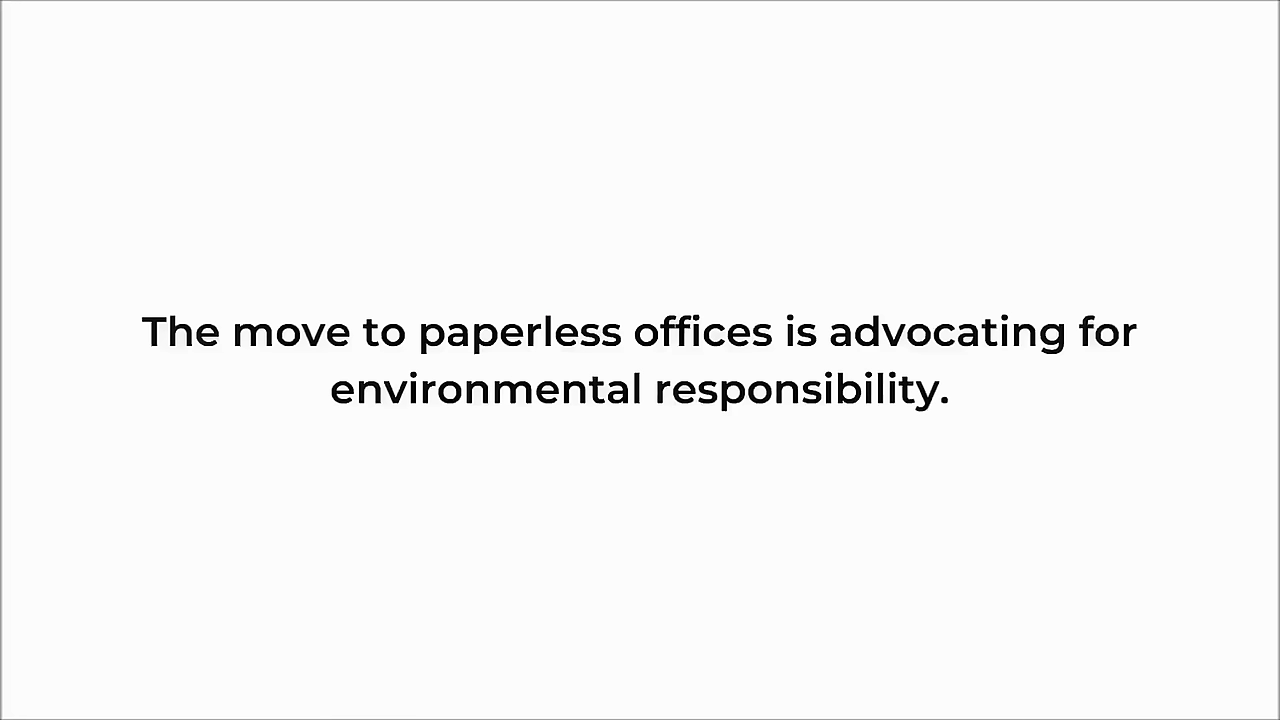 The move to paperless offices is advocating for
environmental responsibility.